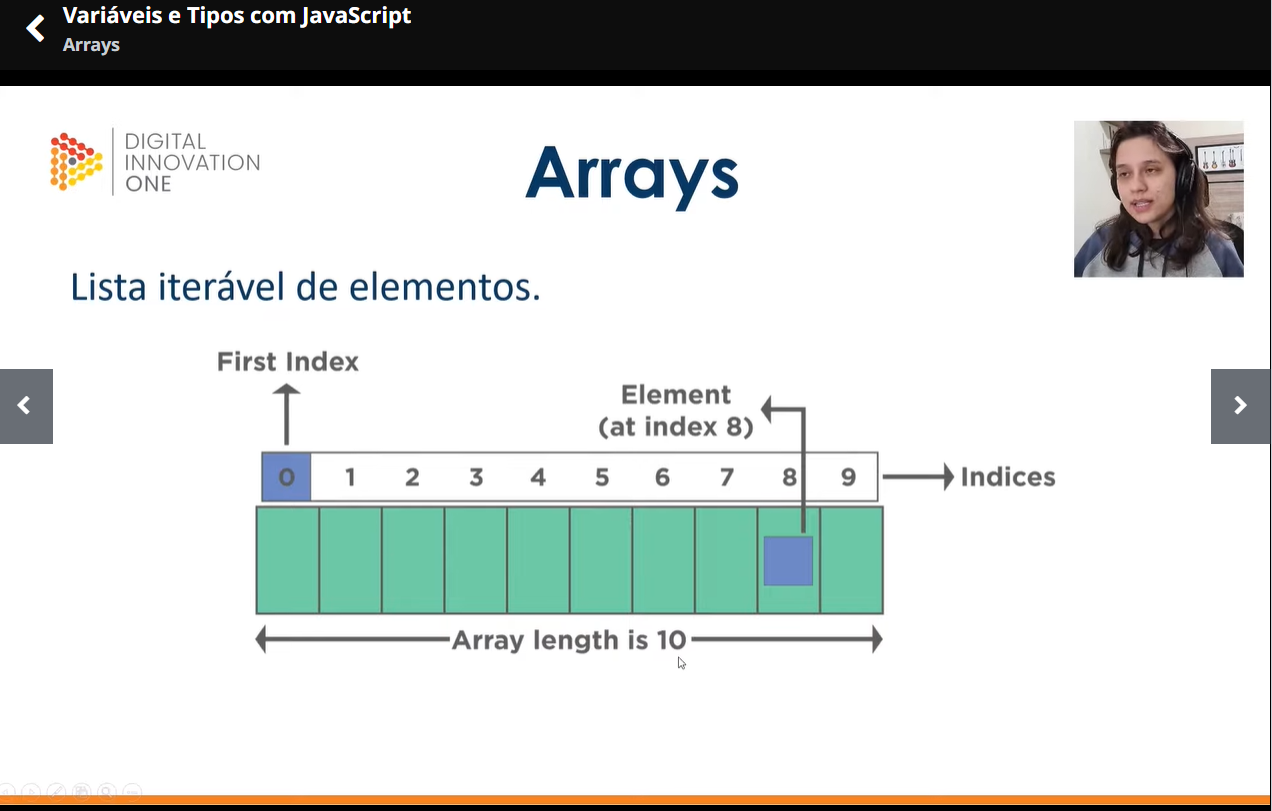 Variáveis e Tipos com JavaScript
Arrays
DIGITAL
INNOVATION
ONE
Arrays
Lista iterável de elementos.
First Index
Element
(at index 8)
0 1 2 3 4 5 6 7 8 9
Indices
Array length is 10